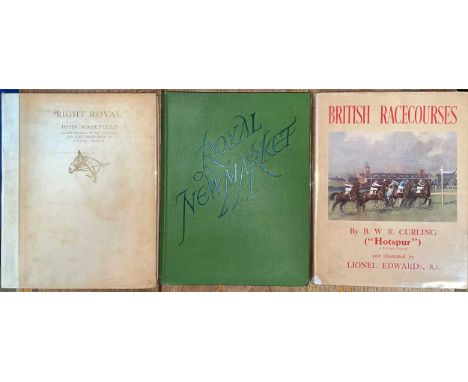 RIGHT ROYAL
JOHN MASEFIELD
ROYAL
NEWMARKET
BRITISH RACECOURSES
By B. W. R. CURLING
("Hotspur")
and illustrated by
LIONEL EDWARDS, R.I.